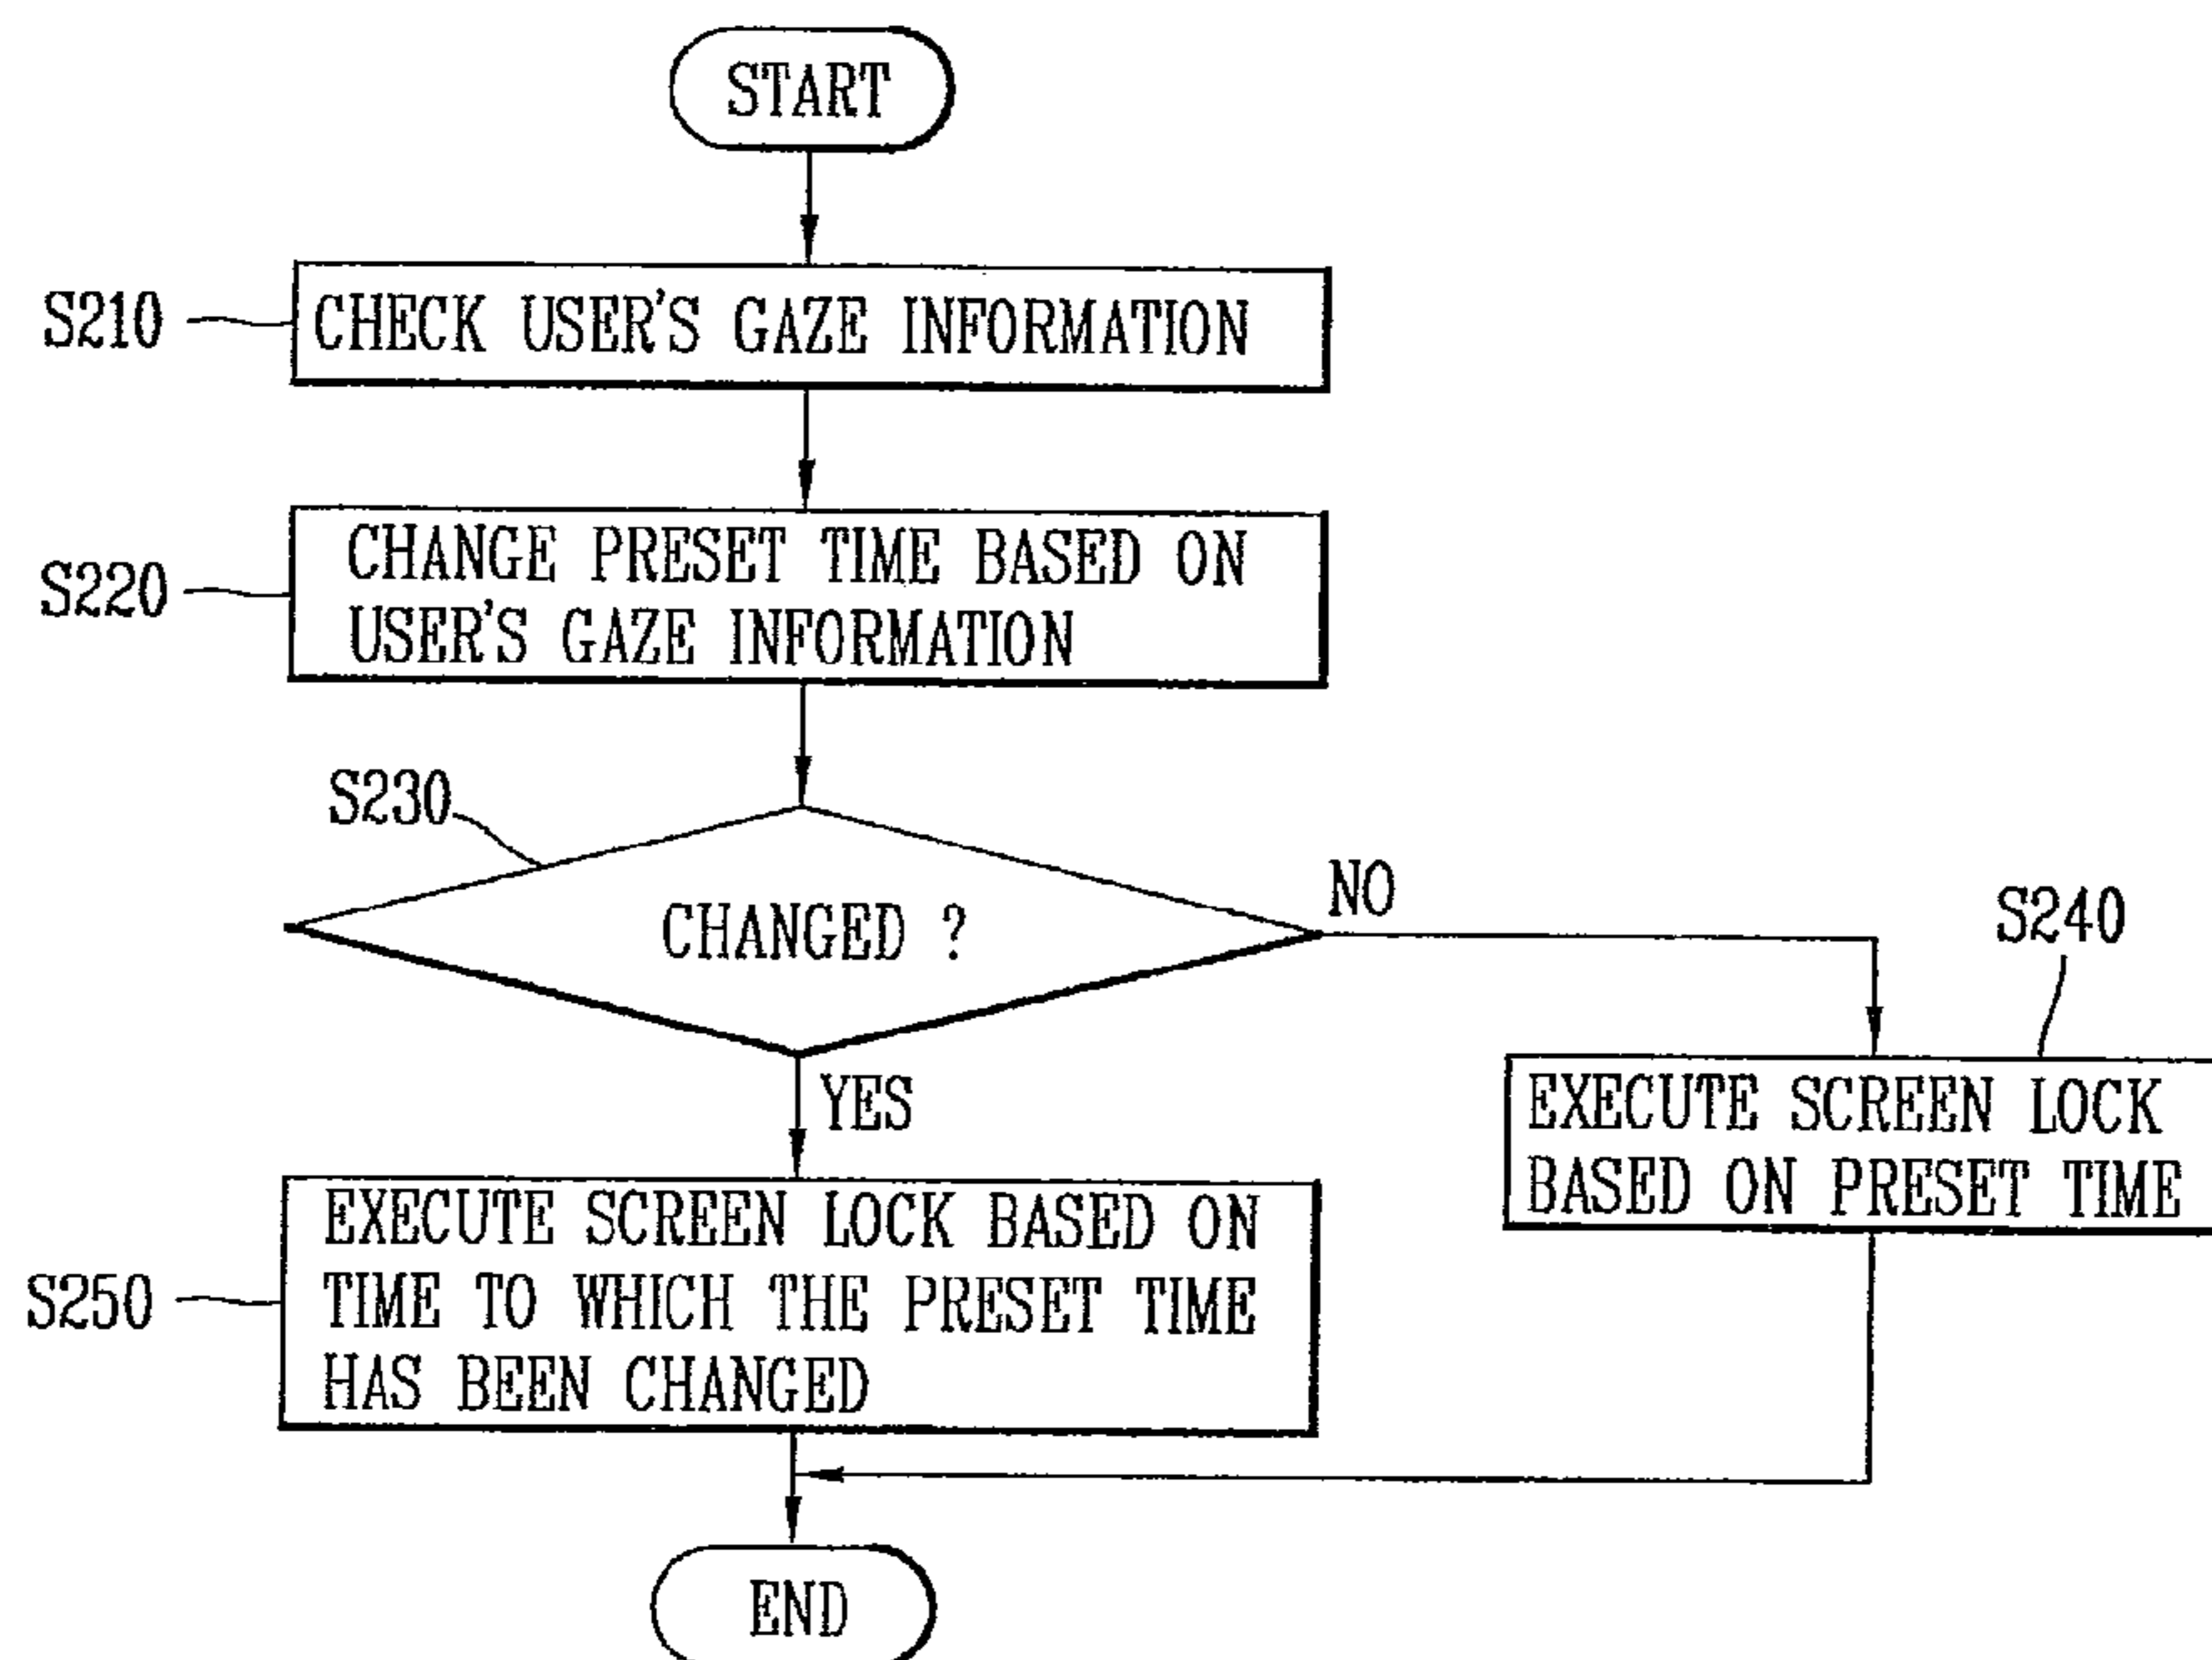 START
S210
CHECK USER'S GAZE INFORMATION
S220
CHANGE PRESET TIME BASED ON
USER'S GAZE INFORMATION
S230
CHANGED ?
NO
S240
YES
EXECUTE SCREEN LOCK
BASED ON PRESET TIME
S250
EXECUTE SCREEN LOCK BASED ON
TIME TO WHICH THE PRESET TIME
HAS BEEN CHANGED
END